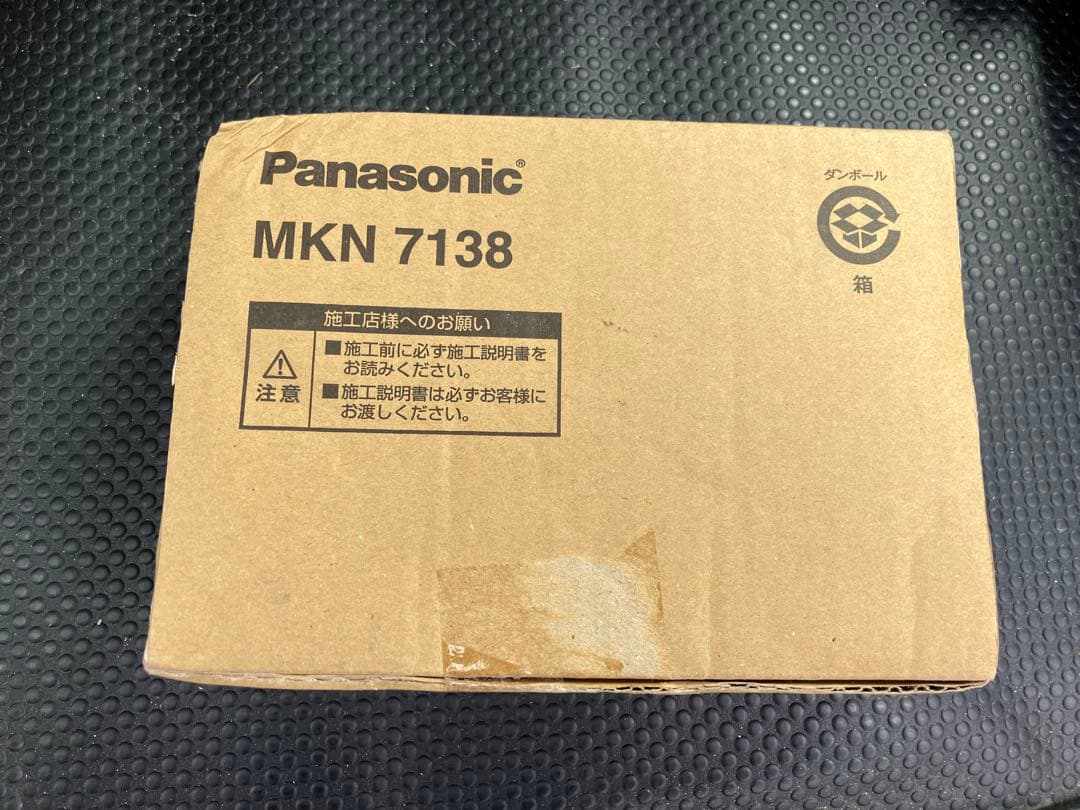 Panasonic®
MKN 7138
ダンボール
箱
施工店様へのお願い
注意
■施工前に必ず施工説明書を
お読みください。
■施工説明書は必ずお客様に
お渡しください。